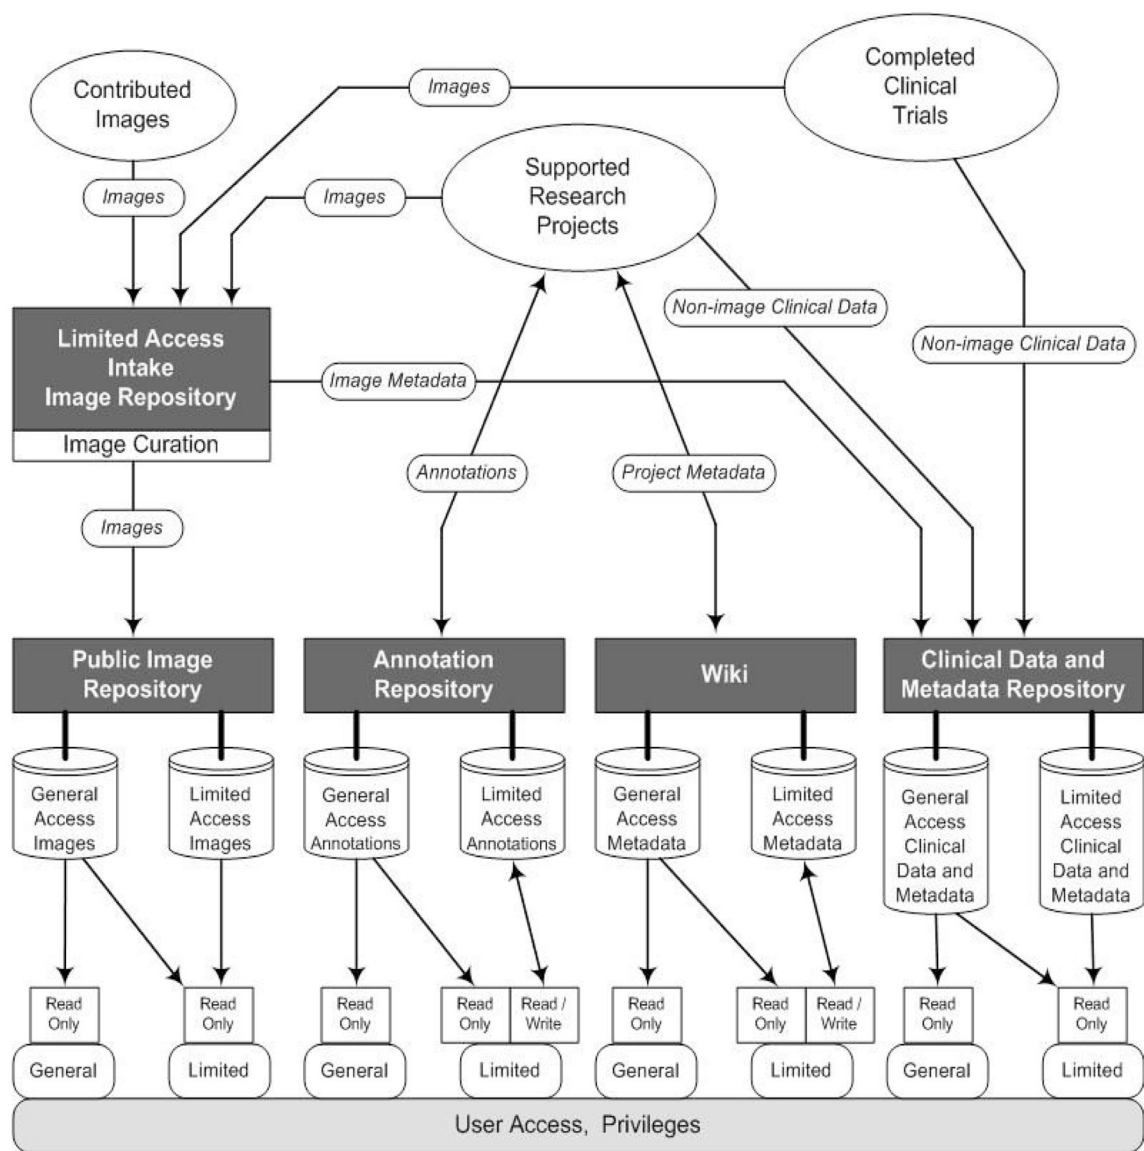 Contributed
Images
Completed
Clinical
Trials
Images
Supported
Research
Projects
Images
Images
Limited Access
Intake
Image Repository
Image Curation
Non-image Clinical Data
Non-image Clinical Data
Image Metadata
Annotations
Project Metadata
Images
Public Image
Repository
Annotation
Repository
Wiki
Clinical Data and
Metadata Repository
General
Access
Images
Limited
Access
Images
General
Access
Annotations
Limited
Access
Annotations
General
Access
Metadata
Limited
Access
Metadata
General
Access
Clinical
Data and
Metadata
Limited
Access
Clinical
Data and
Metadata
Read
Only
Read
Only
Read
Only
Read
Only
Read /
Write
Read
Only
Read
Only
Read /
Write
Read
Only
Read
Only
General
Limited
General
Limited
General
Limited
General
Limited
User Access, Privileges